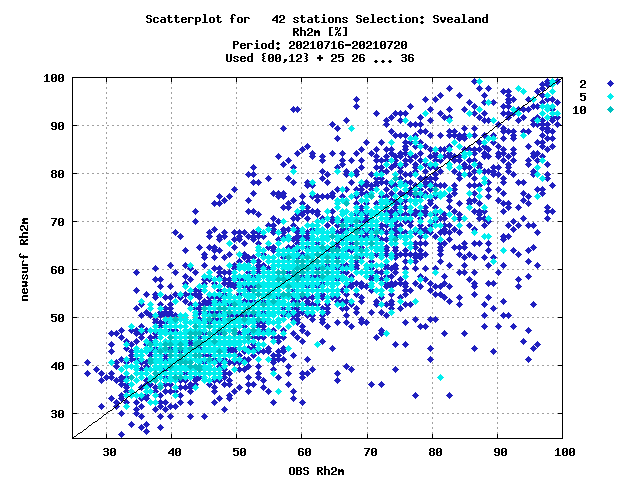 Scatterplot for   42 stations Selection: Svealand
Rh2m [%]
Period: 20210716-20210720
Used {00,12} + 25 26 ... 36
2
5
10
100
90
80
70
60
50
40
30
newsurf Rh2m
30 40 50 60 70 80 90 100
OBS Rh2m